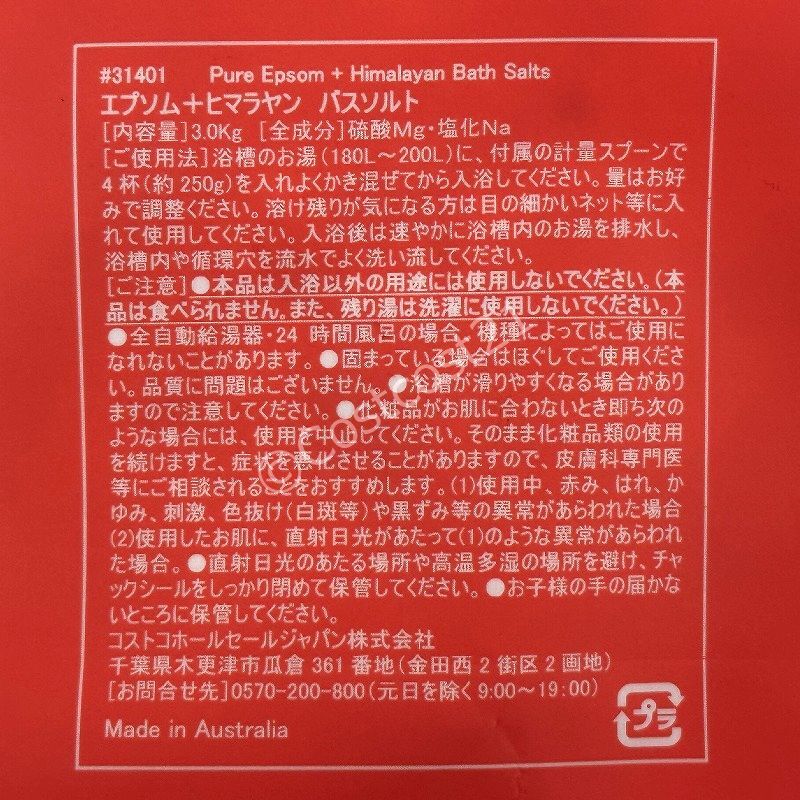 #31401 Pure Epsom + Himalayan Bath Salts
エプソム＋ヒマラヤン バスソルト
[内容量]3.0Kg [全成分]硫酸Mg・塩化Na
[ご使用法]浴槽のお湯(180L～200L)に、付属の計量スプーンで
4杯(約250g)を入れよくかき混ぜてから入浴してください。量はお好
みで調整ください。溶け残りが気になる方は目の細かいネット等に入
れて使用してください。入浴後は速やかに浴槽内のお湯を排水し、
浴槽内や循環穴を流水でよく洗い流してください。
[ご注意]●本品は入浴以外の用途には使用しないでください。(本
品は食べられません。また、残り湯は洗濯に使用しないでください。)
●全自動給湯器・24 時間風呂の場合、機種によってはご使用に
なれないことがあります。●固まっている場合はほぐしてご使用くださ
い。品質に問題はございません。●浴槽が滑りやすくなる場合があり
ますので注意してください。●化粧品がお肌に合わないとき即ち次の
ような場合には、使用を中止してください。そのまま化粧品類の使用
を続けますと、症状を悪化させることがありますので、皮膚科専門医
等にご相談されることをおすすめします。(1)使用中、赤み、はれ、か
ゆみ、刺激、色抜け(白斑等)や黒ずみ等の異常があらわれた場合
(2)使用したお肌に、直射日光があたって(1)のような異常があらわれ
た場合。●直射日光のあたる場所や高温多湿の場所を避け、チャ
ックシールをしっかり閉めて保管してください。●お子様の手の届かな
いところに保管してください。
コストコホールセールジャパン株式会社
千葉県木更津市瓜倉 361 番地(金田西 2 街区 2 画地)
[お問合せ先]0570-200-800(元日を除く 9:00～19:00)
Made in Australia
プラ